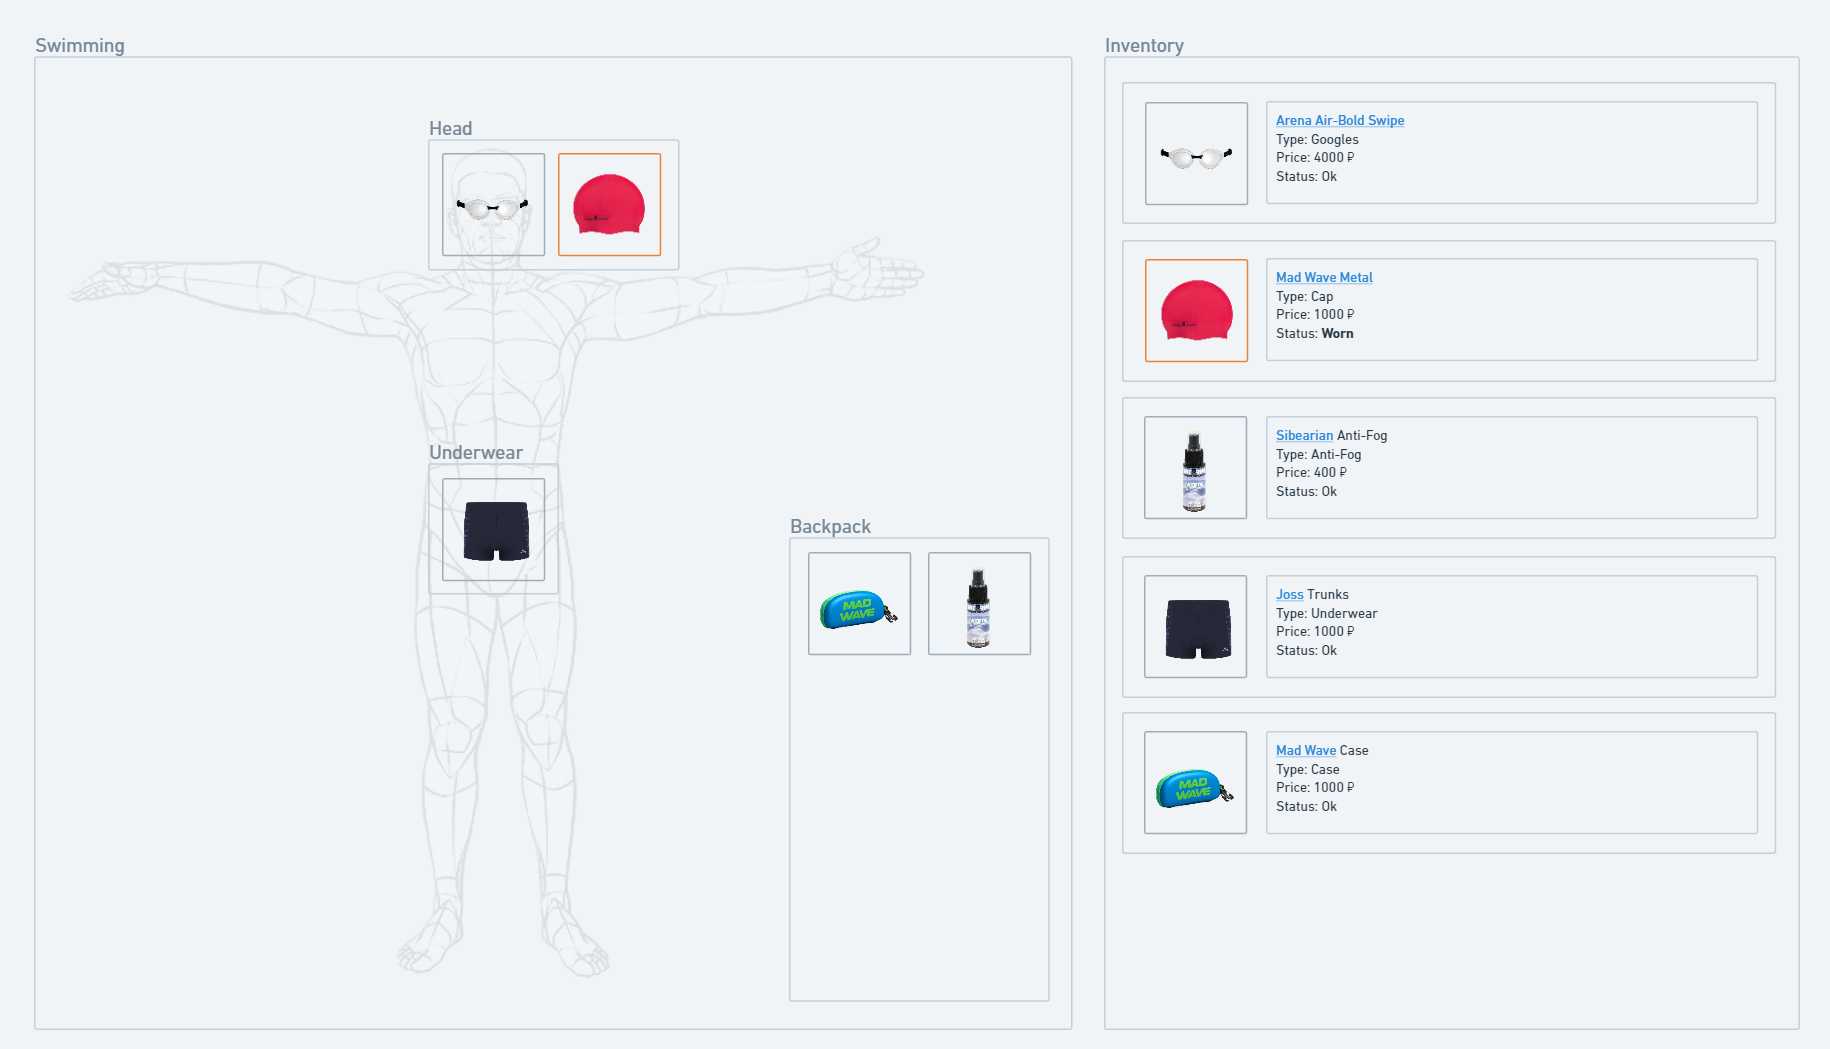 Swimming
Head
Underwear
Backpack
MAD
WAVE
Inventory
Arena Air-Bold Swipe
Type: Googles
Price: 4000 ₽
Status: Ok
Mad Wave Metal
Type: Cap
Price: 1000 ₽
Status: Worn
Sibearian Anti-Fog
Type: Anti-Fog
Price: 400 ₽
Status: Ok
Joss Trunks
Type: Underwear
Price: 1000 ₽
Status: Ok
MAD
WAVE
Mad Wave Case
Type: Case
Price: 1000 ₽
Status: Ok